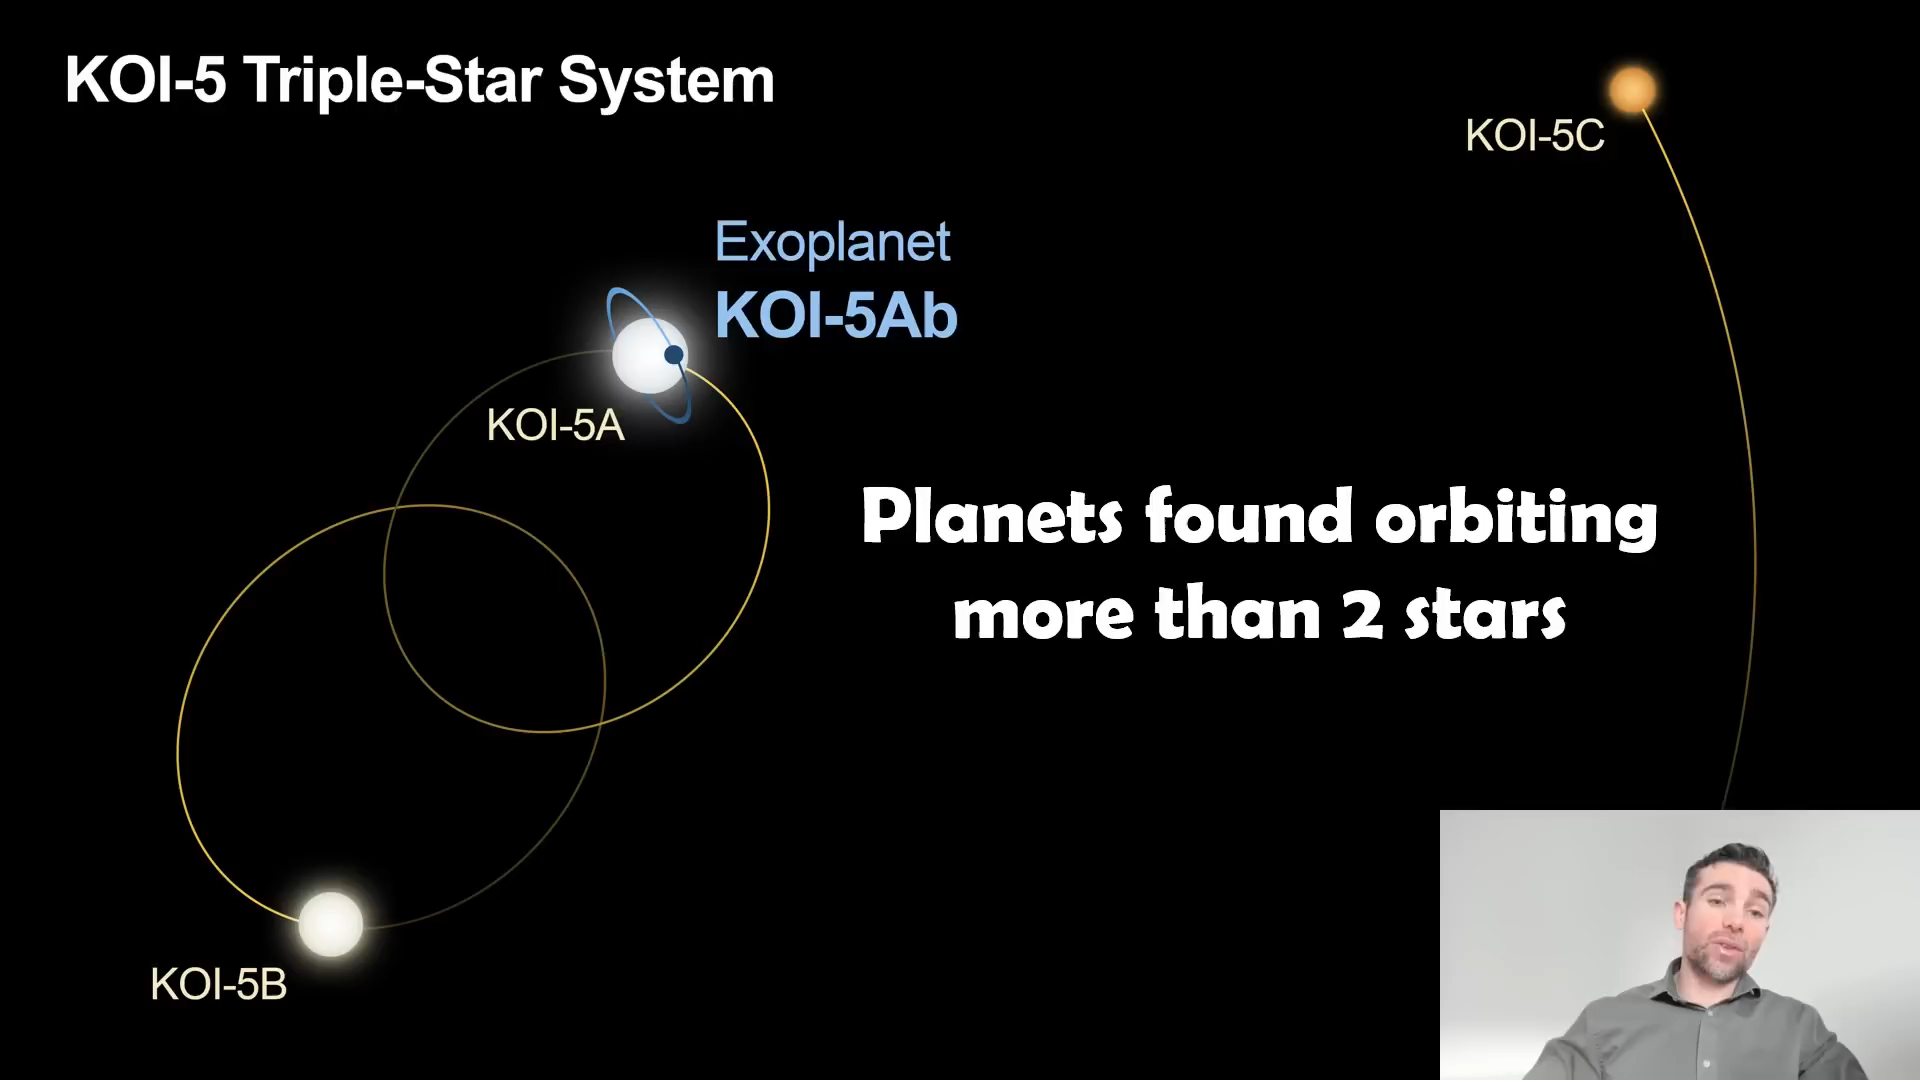 KOI-5 Triple-Star System
KOI-5C
Exoplanet
KOI-5Ab
KOI-5A
Planets found orbiting
more than 2 stars
KOI-5B